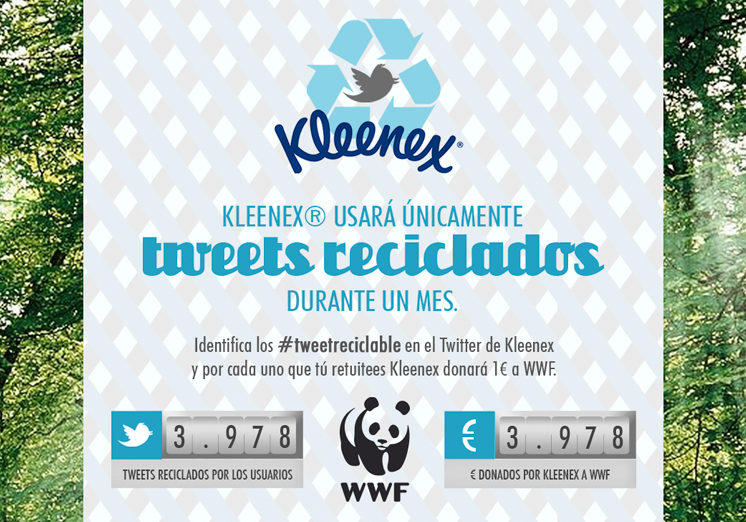 Kleenex®
KLEENEX® USARÁ ÚNICAMENTE
tweets reciclados
DURANTE UN MES.
Identifica los #tweetreciclable en el Twitter de Kleenex
y por cada uno que tú retuitees Kleenex donará 1€ a WWF.
3.978
TWEETS RECICLADOS POR LOS USUARIOS
WWF
€ 3.978
€ DONADOS POR KLEENEX A WWF